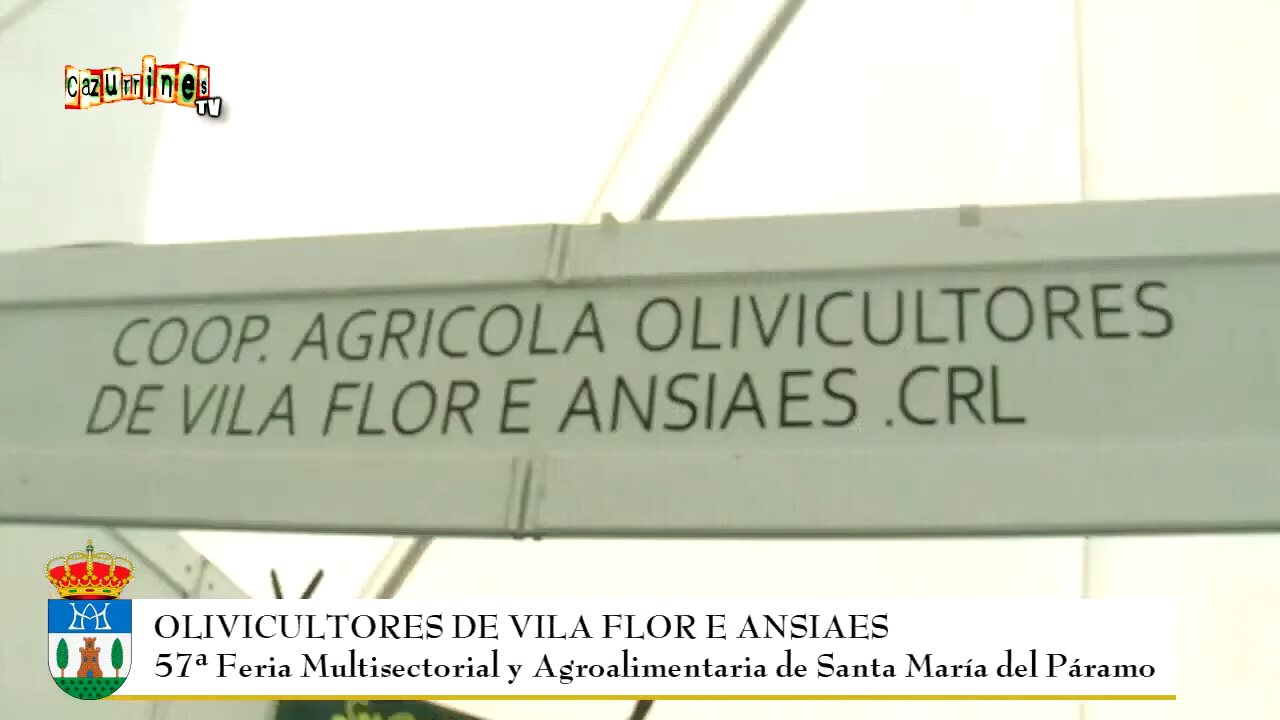 Cazurrines
TV
COOP. AGRICOLA OLIVICULTORES
DE VILA FLOR E ANSIAES .CRL
OLIVICULTORES DE VILA FLOR E ANSIAES
57ª Feria Multisectorial y Agroalimentaria de Santa María del Páramo